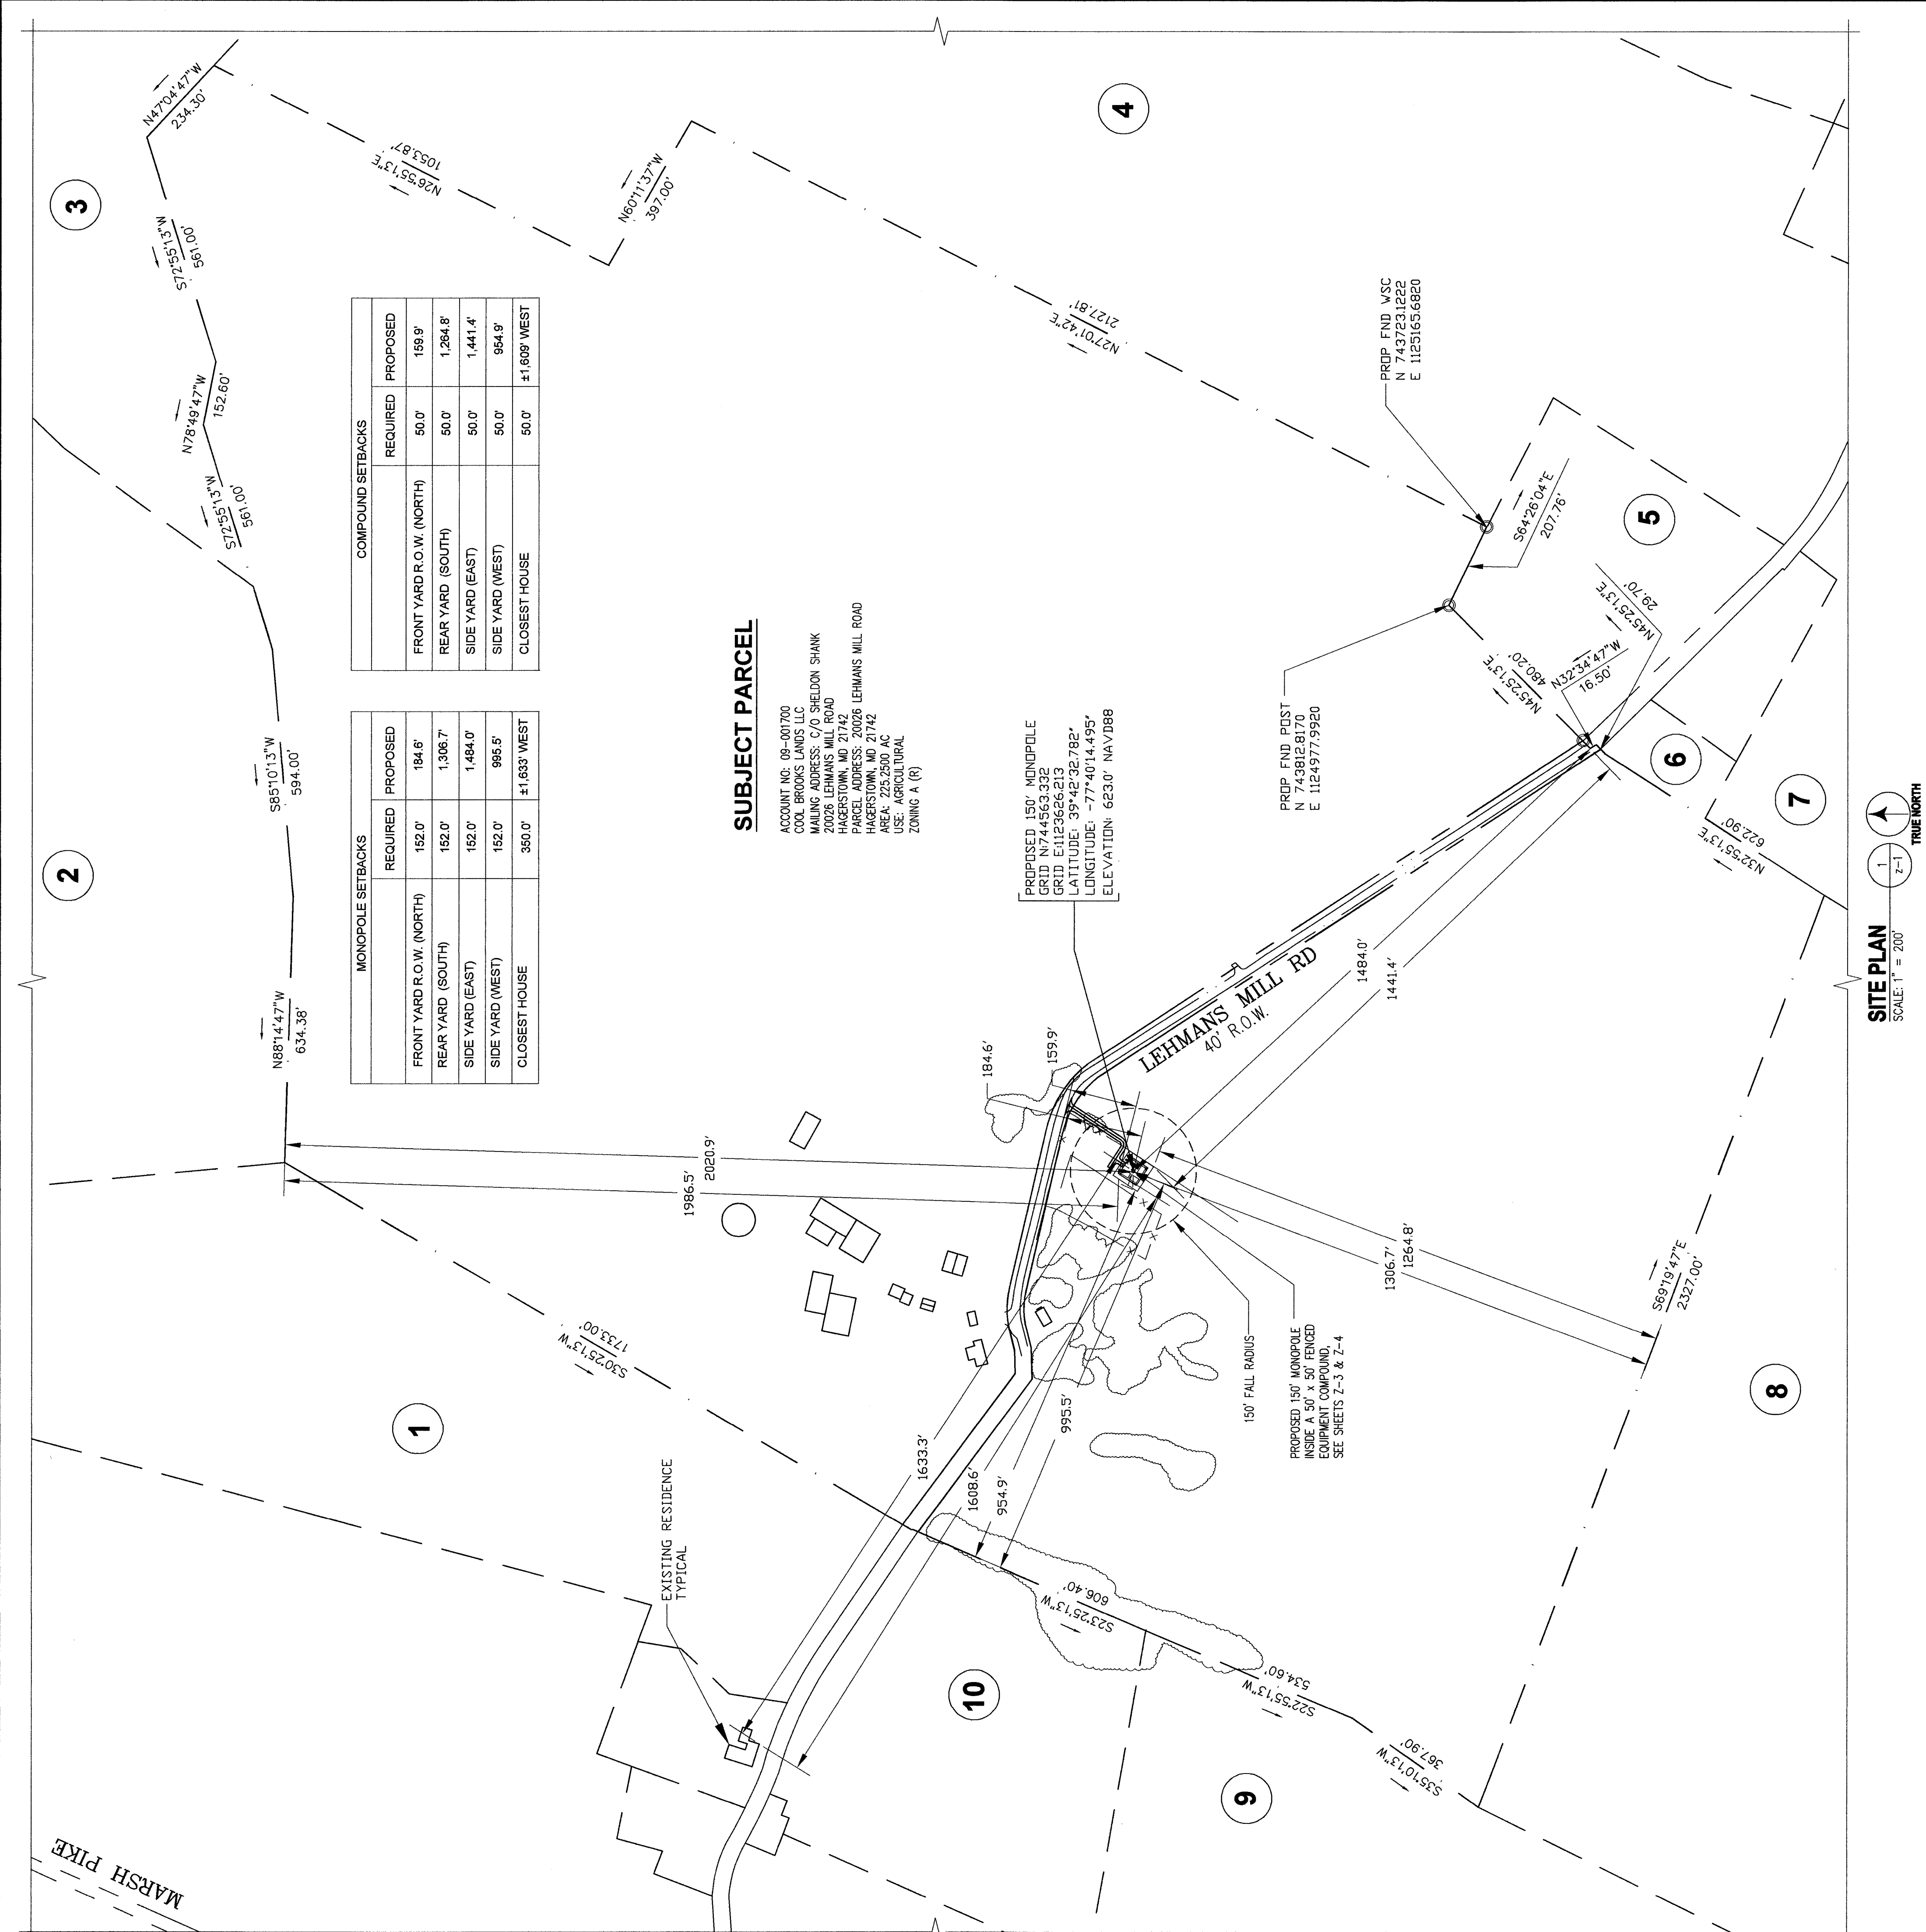 MARSH PIKE
1
2
3
4
5
6
7
8
9
10
N88°14'47"W
634.38'
S85°10'13"W
594.00'
S72°55'13"W
561.00'
N78°49'47"W
152.60'
S72°55'13"W
561.00'
N47°04'47"W
234.30'
N26°55'13"E
1053.87'
N60°11'37"W
397.00'
N27°01'42"E
2127.81'
MONOPOLE SETBACKS
REQUIRED PROPOSED
FRONT YARD R.O.W. (NORTH) 152.0' 184.6'
REAR YARD (SOUTH) 152.0' 1,306.7'
SIDE YARD (EAST) 152.0' 1,484.0'
SIDE YARD (WEST) 152.0' 995.5'
CLOSEST HOUSE 350.0' ±1,633' WEST
COMPOUND SETBACKS
REQUIRED PROPOSED
FRONT YARD R.O.W. (NORTH) 50.0' 159.9'
REAR YARD (SOUTH) 50.0' 1,264.8'
SIDE YARD (EAST) 50.0' 1,441.4'
SIDE YARD (WEST) 50.0' 954.9'
CLOSEST HOUSE 50.0' ±1,609' WEST
SUBJECT PARCEL
ACCOUNT NO: 09-001700
COOL BROOKS LANDS LLC
MAILING ADDRESS: C/O SHELDON SHANK
20026 LEHMANS MILL ROAD
HAGERSTOWN, MD 21742
PARCEL ADDRESS: 20026 LEHMANS MILL ROAD
HAGERSTOWN, MD 21742
AREA: 225.2500 AC
USE: AGRICULTURAL
ZONING A (R)
S30°25'13"W
1733.00'
1986.5'
2020.9'
EXISTING RESIDENCE
TYPICAL
1633.3'
1608.6'
954.9'
995.5'
184.6'
159.9'
PROPOSED 150' MONOPOLE
GRID N:744563.332
GRID E:1123626.213
LATITUDE: 39°42'32.782"
LONGITUDE: -77°40'14.495"
ELEVATION: 623.0' NAVD88
LEHMANS MILL RD
40' R.O.W.
1484.0'
1441.4'
PROP FND POST
N 743812.8170
E 1124977.9920
PROP FND WSC
N 743723.1222
E 1125165.6820
S64°26'04"E
207.76'
N45°25'13"E
480.20'
N32°34'47"W
16.50'
N45°25'13"E
29.70'
N32°55'13"E
622.90'
150' FALL RADIUS
PROPOSED 150' MONOPOLE
INSIDE A 50' x 50' FENCED
EQUIPMENT COMPOUND,
SEE SHEETS Z-3 & Z-4
1306.7'
1264.8'
S69°19'47"E
2327.00'
S23°25'13"W
606.40'
S22°55'13"W
534.60'
S35°10'13"W
367.90'
SITE PLAN
SCALE: 1" = 200'
1
z-1
TRUE NORTH